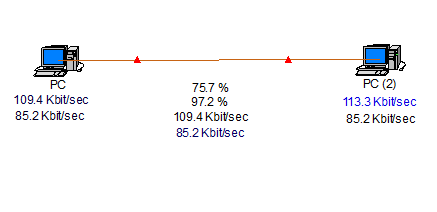 PC
109.4 Kbit/sec
85.2 Kbit/sec
75.7 %
97.2 %
109.4 Kbit/sec
85.2 Kbit/sec
PC (2)
113.3 Kbit/sec
85.2 Kbit/sec